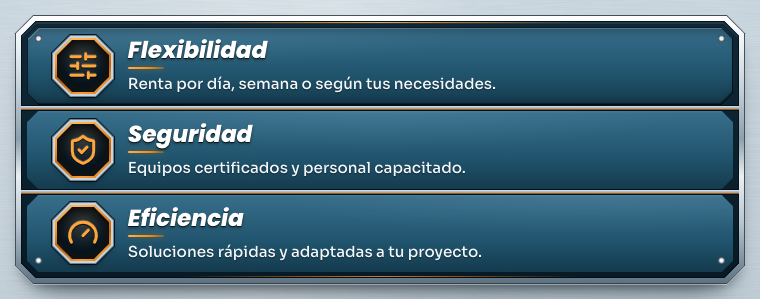 Flexibilidad
Renta por día, semana o según tus necesidades.
Seguridad
Equipos certificados y personal capacitado.
Eficiencia
Soluciones rápidas y adaptadas a tu proyecto.